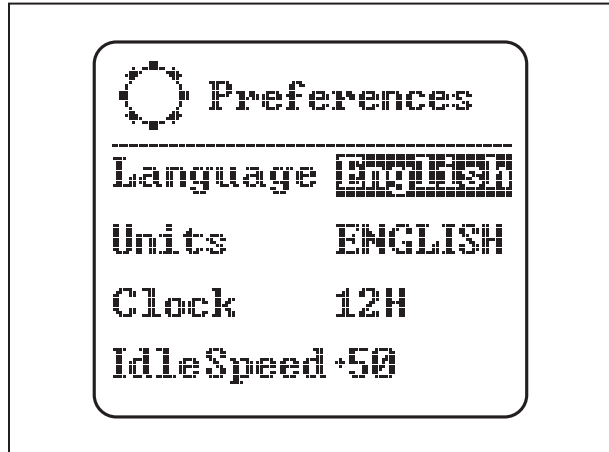 Preferences
Language English
Units ENGLISH
Clock 12H
IdleSpeed +50